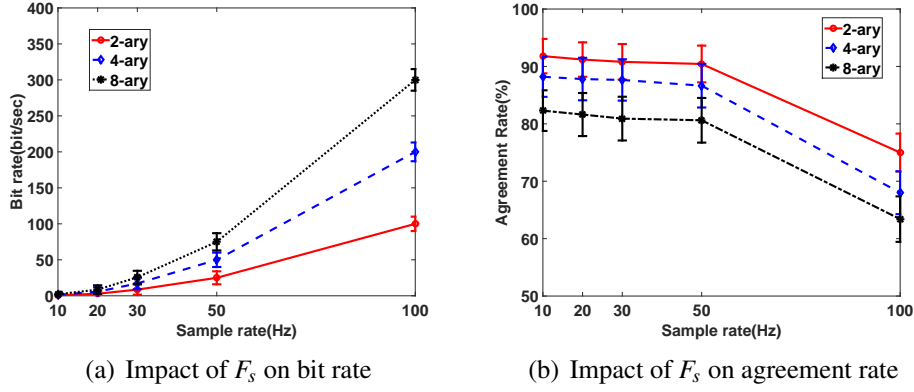 400
350
300
250
200
150
100
50
0
Bit rate(bit/sec)
2-ary
4-ary
8-ary
10 20 30 50 100
Sample rate(Hz)
(a) Impact of F_s on bit rate
100
90
80
70
60
50
Agreement Rate(%)
2-ary
4-ary
8-ary
10 20 30 50 100
Sample rate(Hz)
(b) Impact of F_s on agreement rate